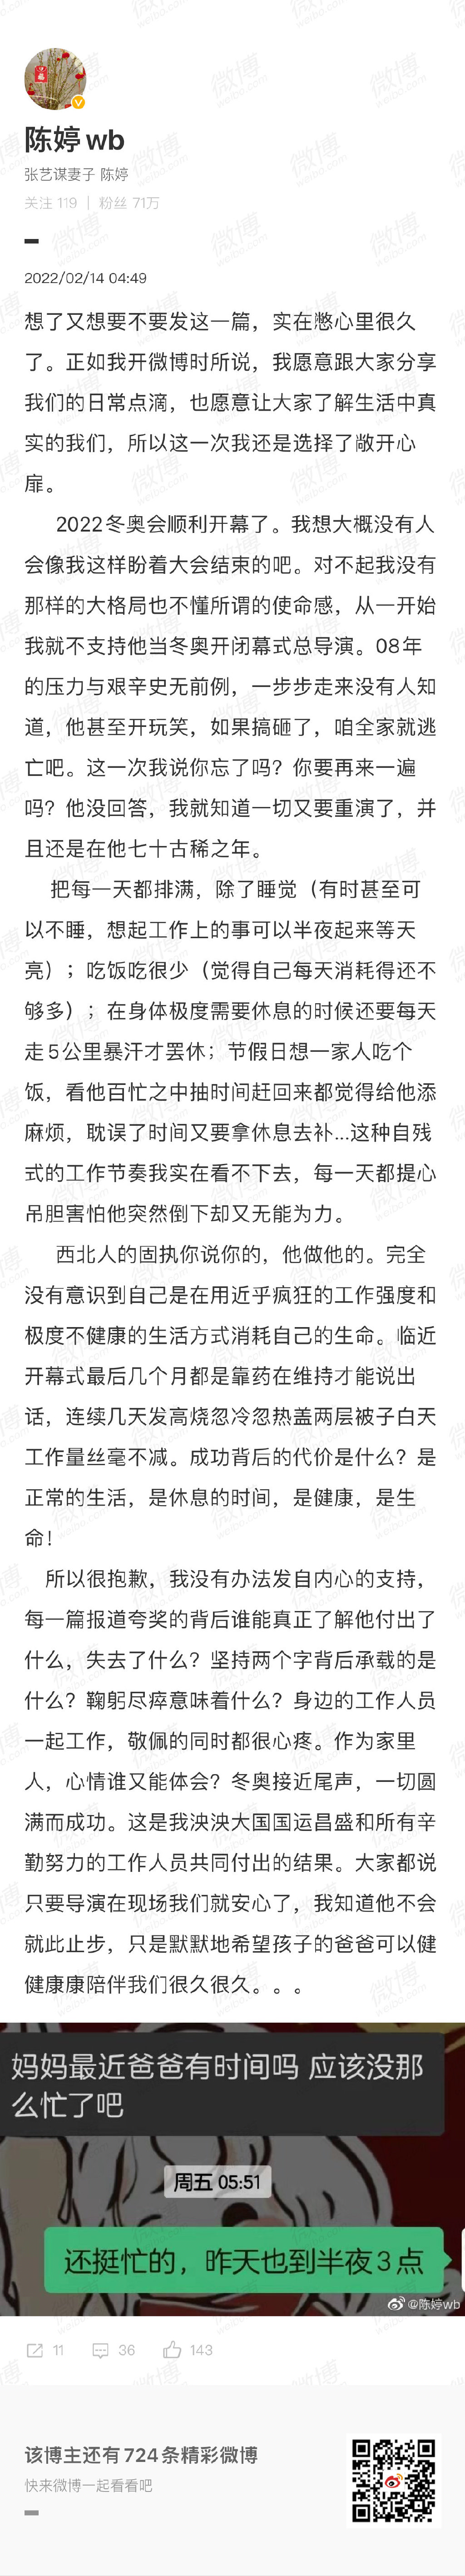 陈婷wb
张艺谋妻子 陈婷
关注 119 | 粉丝 71万
2022/02/14 04:49
想了又想要不要发这一篇，实在憋心里很久
了。正如我开微博时所说，我愿意跟大家分享
我们的日常点滴，也愿意让大家了解生活中真
实的我们，所以这一次我还是选择了敞开心
扉。
2022冬奥会顺利开幕了。我想大概没有人
会像我这样盼着大会结束的吧。对不起我没有
那样的大格局也不懂所谓的使命感，从一开始
我就不支持他当冬奥开闭幕式总导演。08年
的压力与艰辛史无前例，一步步走来没有人知
道，他甚至开玩笑，如果搞砸了，咱全家就逃
亡吧。这一次我说你忘了吗？你要再来一遍
吗？他没回答，我就知道一切又要重演了，并
且还是在他七十古稀之年。
把每一天都排满，除了睡觉（有时甚至可
以不睡，想起工作上的事可以半夜起来等天
亮）；吃饭吃很少（觉得自己每天消耗得还不
够多）；在身体极度需要休息的时候还要每天
走5公里暴汗才罢休；节假日想一家人吃个
饭，看他百忙之中抽时间赶回来都觉得给他添
麻烦，耽误了时间又要拿休息去补...这种自残
式的工作节奏我实在看不下去，每一天都提心
吊胆害怕他突然倒下却又无能为力。
西北人的固执你说你的，他做他的。完全
没有意识到自己是在用近乎疯狂的工作强度和
极度不健康的生活方式消耗自己的生命。临近
开幕式最后几个月都是靠药在维持才能说出
话，连续几天发高烧忽冷忽热盖两层被子白天
工作量丝毫不减。成功背后的代价是什么？是
正常的生活，是休息的时间，是健康，是生
命！
所以很抱歉，我没有办法发自内心的支持，
每一篇报道夸奖的背后谁能真正了解他付出了
什么，失去了什么？坚持两个字背后承载的是
什么？鞠躬尽瘁意味着什么？身边的工作人员
一起工作，敬佩的同时都很心疼。作为家里
人，心情谁又能体会？冬奥接近尾声，一切圆
满而成功。这是我泱泱大国国运昌盛和所有辛
勤努力的工作人员共同付出的结果。大家都说
只要导演在现场我们就安心了，我知道他不会
就此止步，只是默默地希望孩子的爸爸可以健
健康康陪伴我们很久很久。。。
妈妈最近爸爸有时间吗 应该没那
么忙了吧
周五 05:51
还挺忙的，昨天也到半夜3点
@陈婷wb
11 36 143
该博主还有724条精彩微博
快来微博一起看看吧